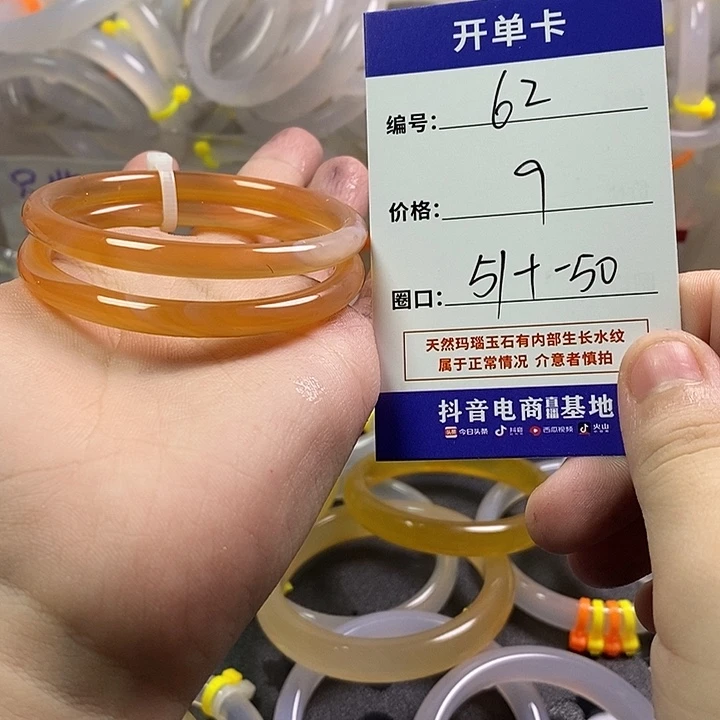 开单卡
编号: 62
价格: 9
圈口: 51+-50
天然玛瑙玉石有内部生长水纹
属于正常情况 介意者慎拍
抖音电商直播基地
今日头条 抖音 西瓜视频 火山